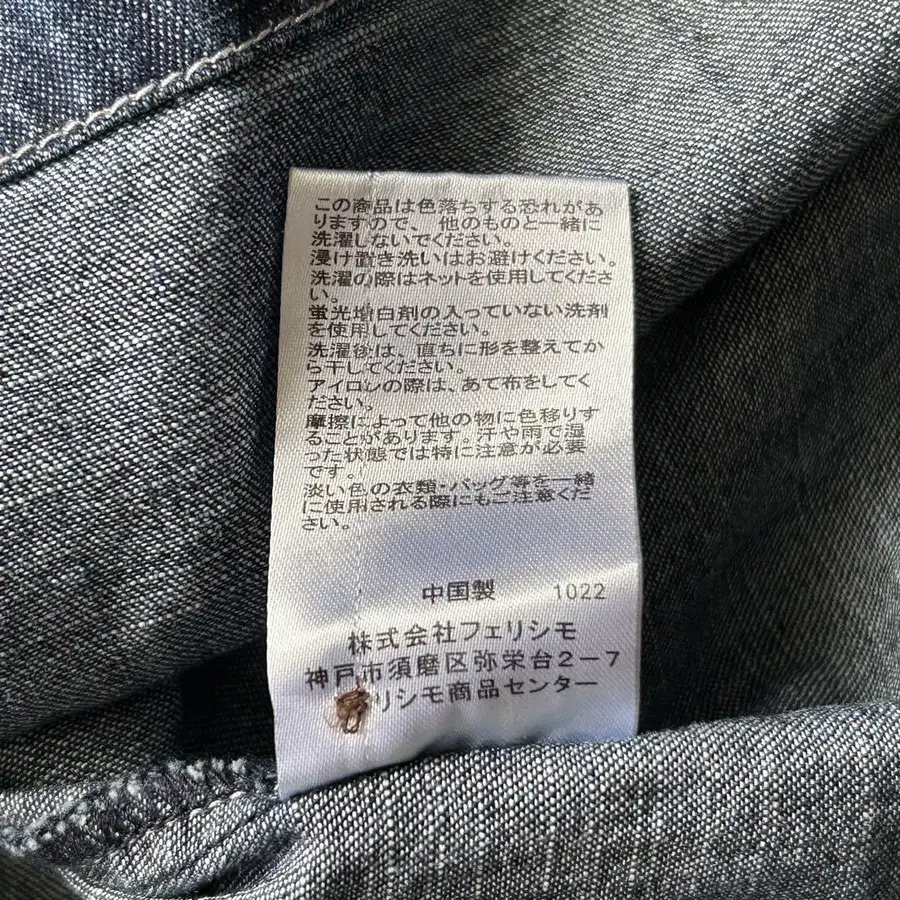 この商品は色落ちする恐れがあ
りますので、他のものと一緒に
洗濯しないでください。
浸け置き洗いはお避けください。
洗濯の際はネットを使用してくださ
い。
蛍光増白剤の入っていない洗剤
を使用してください。
洗濯後は、直ちに形を整えてか
ら干してください。
アイロンの際は、あて布をしてく
ださい。
摩擦によって他の物に色移りす
ることがあります。汗や雨で湿
った状態では特に注意が必要
です。
淡い色の衣類・バッグ等を一緒
に使用される際にもご注意くだ
さい。
中国製 1022
株式会社フェリシモ
神戸市須磨区弥栄台2-7
リシモ商品センター